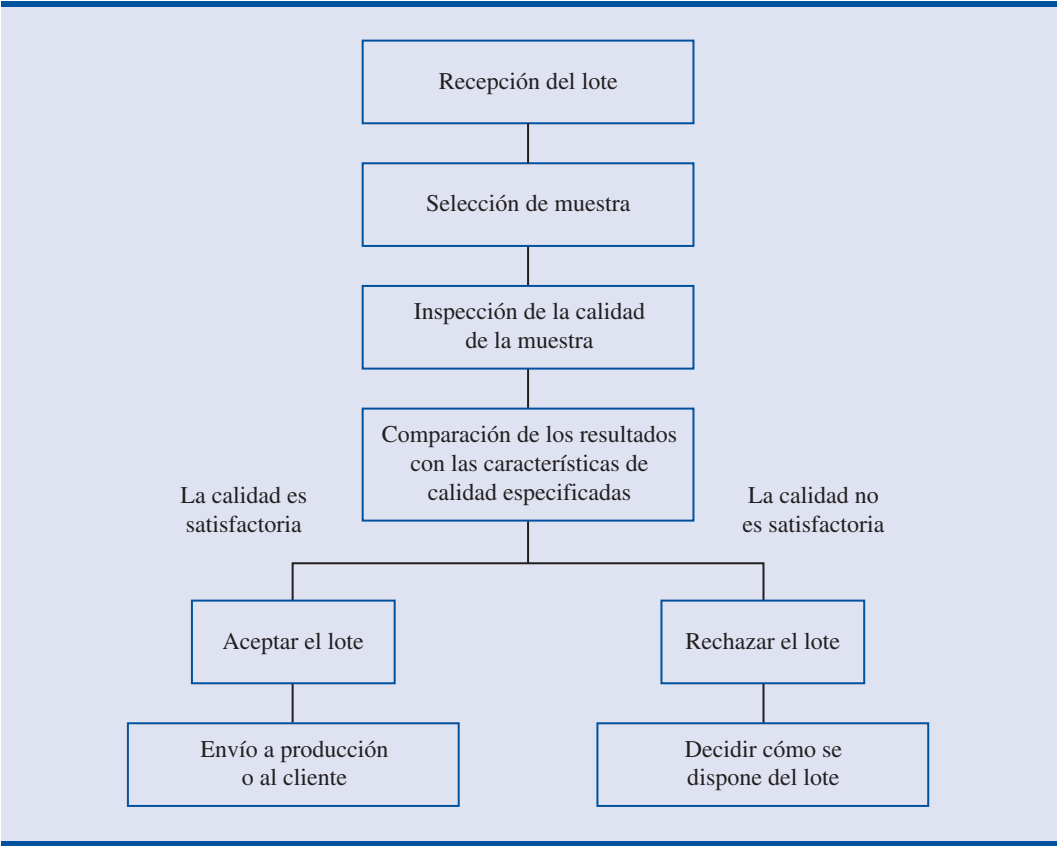 Recepción del lote
Selección de muestra
Inspección de la calidad
de la muestra
Comparación de los resultados
con las características de
calidad especificadas
La calidad es
satisfactoria
La calidad no
es satisfactoria
Aceptar el lote
Rechazar el lote
Envío a producción
o al cliente
Decidir cómo se
dispone del lote